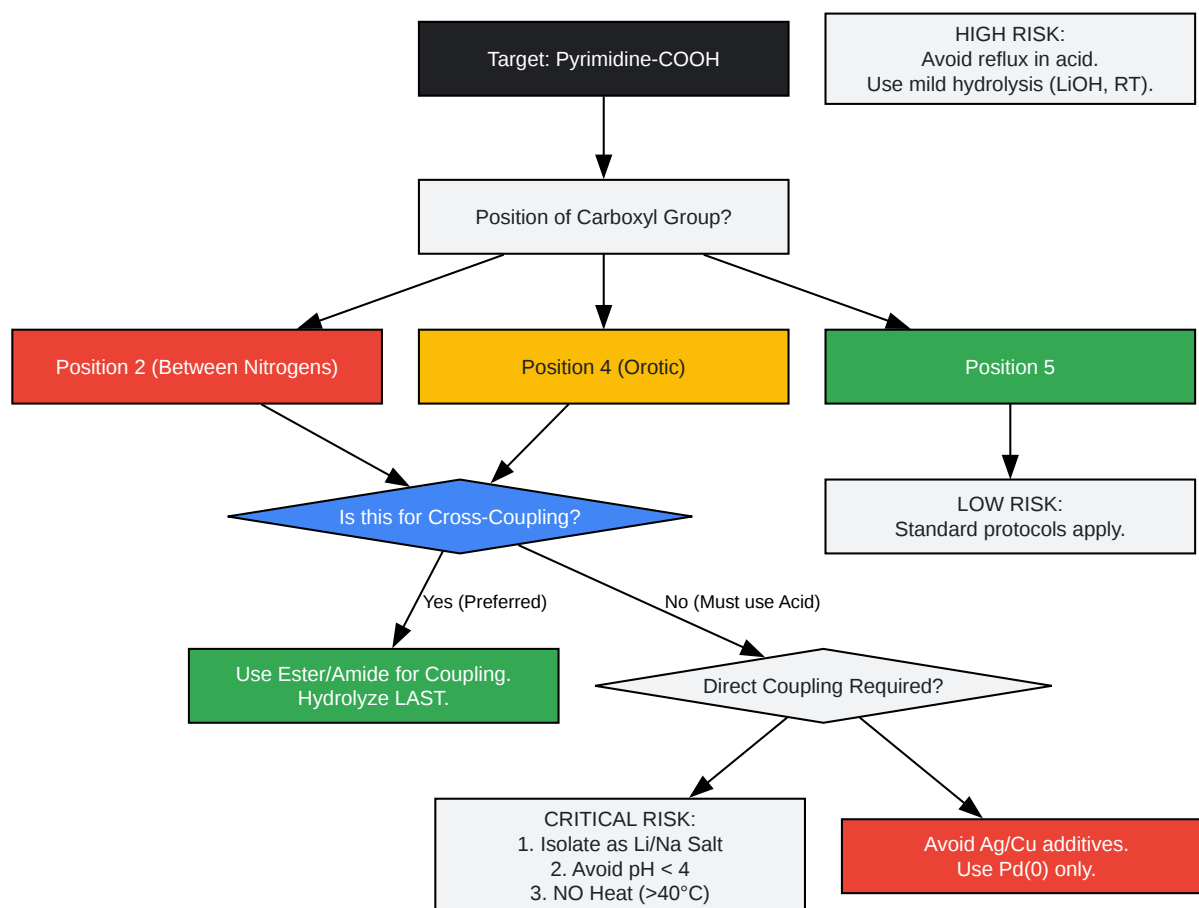 Target: Pyrimidine-COOH
HIGH RISK:
Avoid reflux in acid.
Use mild hydrolysis (LiOH, RT).
Position of Carboxyl Group?
Position 2 (Between Nitrogens)
Position 4 (Orotic)
Position 5
Is this for Cross-Coupling?
LOW RISK:
Standard protocols apply.
Yes (Preferred)
No (Must use Acid)
Use Ester/Amide for Coupling.
Hydrolyze LAST.
Direct Coupling Required?
CRITICAL RISK:
1. Isolate as Li/Na Salt
2. Avoid pH < 4
3. NO Heat (>40°C)
Avoid Ag/Cu additives.
Use Pd(0) only.